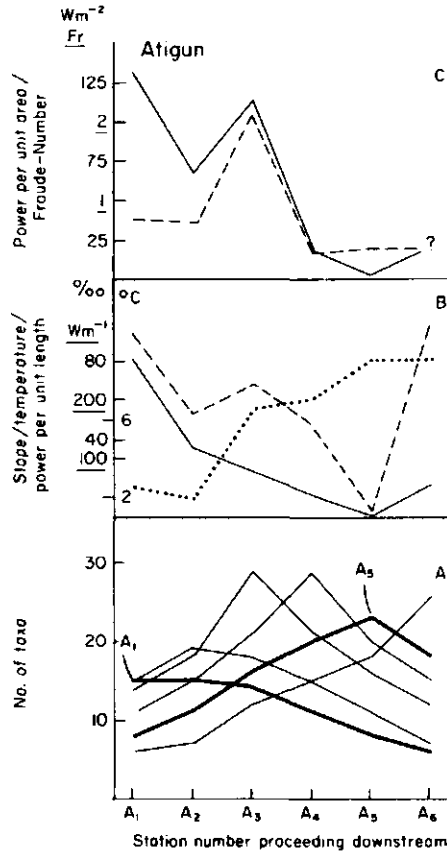 Wm⁻²
Fr
Atigun
C
125
2
75
1
25
?
Power per unit area/
Fraude-Number
‰ °C
B
Wm⁻¹
80
200
6
40
100
2
Slope/temperature/
power per unit length
30
20
10
A₁
A₅
A
No. of taxa
A₁ A₂ A₃ A₄ A₅ A₆
Station number proceeding downstream